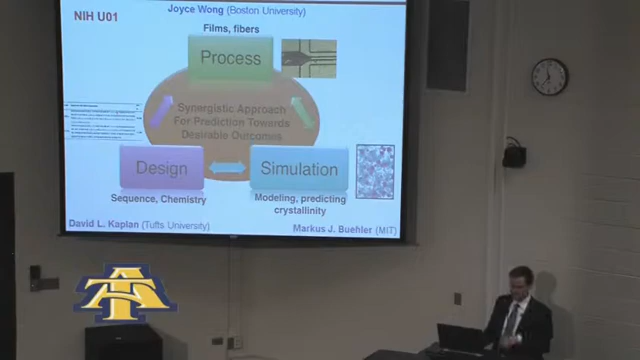 NIH U01
Joyce Wong (Boston University)
Films, fibers
Process
Synergistic Approach
For Prediction Towards
Desirable Outcomes
Design
Simulation
Sequence, Chemistry
Modeling, predicting
crystallinity
David L. Kaplan (Tufts University)
Markus J. Buehler (MIT)
AT